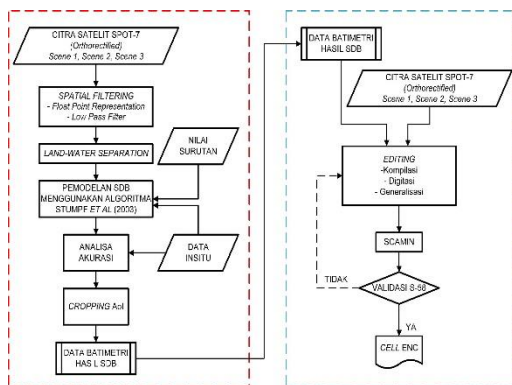 CITRA SATELIT SPOT-7
(Orthorectified)
Scene 1, Scene 2, Scene 3
SPATIAL FILTERING
- Float Point Representation
- Low Pass Filter
LAND-WATER SEPARATION
NILAI
SURUTAN
PEMODELAN SDB
MENGGUNAKAN ALGORITMA
STUMPF ET AL (2003)
ANALISA
AKURASI
DATA
INSITU
CROPPING AoI
DATA BATIMETRI
HASIL SDB
DATA BATIMETRI
HASIL SDB
CITRA SATELIT SPOT-7
(Orthorectified)
Scene 1, Scene 2, Scene 3
EDITING
-Kompilasi
- Digitasi
- Generalisasi
SCAMIN
TIDAK
VALIDASI S-58
YA
CELL ENC